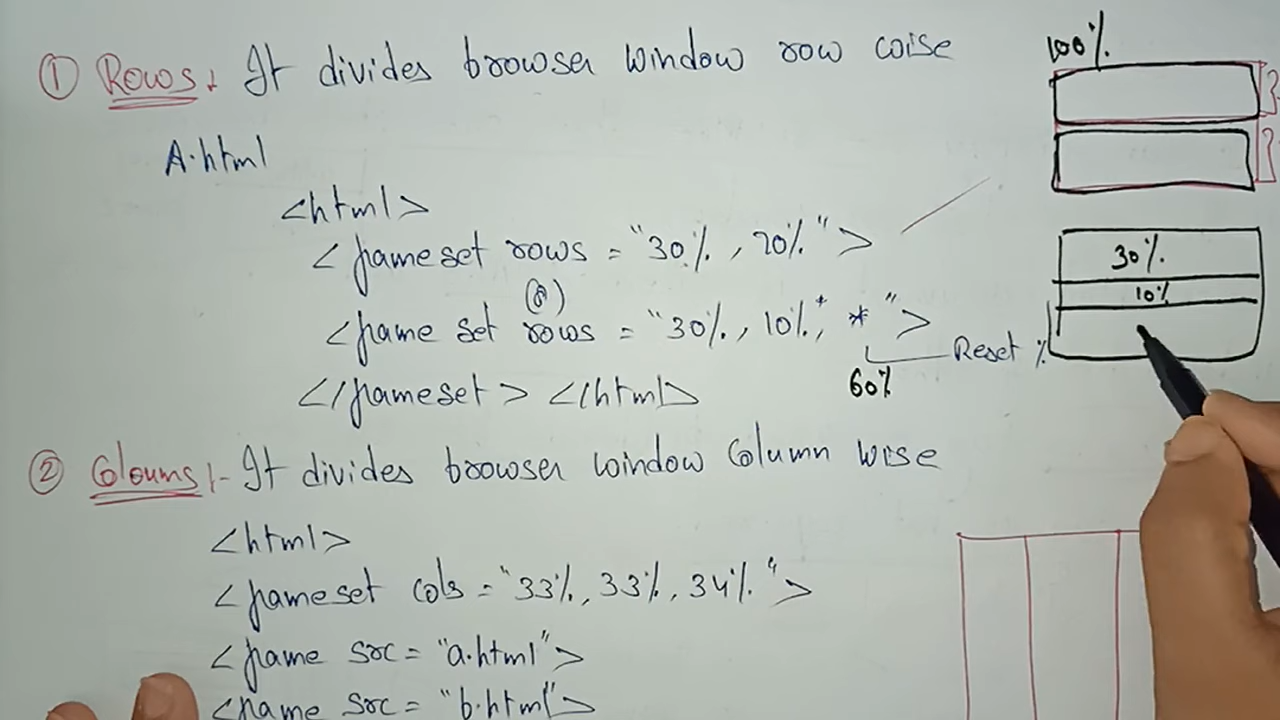 ① Rows :- It divides browser window row wise
100%
A.html
<html>
<frameset rows = "30%, 20%">
30%
(or)
10%
<frame set rows = "30%, 10%, *">
Reset %
60%
</frameset> </html>
② Coloums :- It divides browser window Column wise
<html>
<frameset cols = "33%, 33%, 34%">
<frame src = "a.html">
<frame src = "b.html">